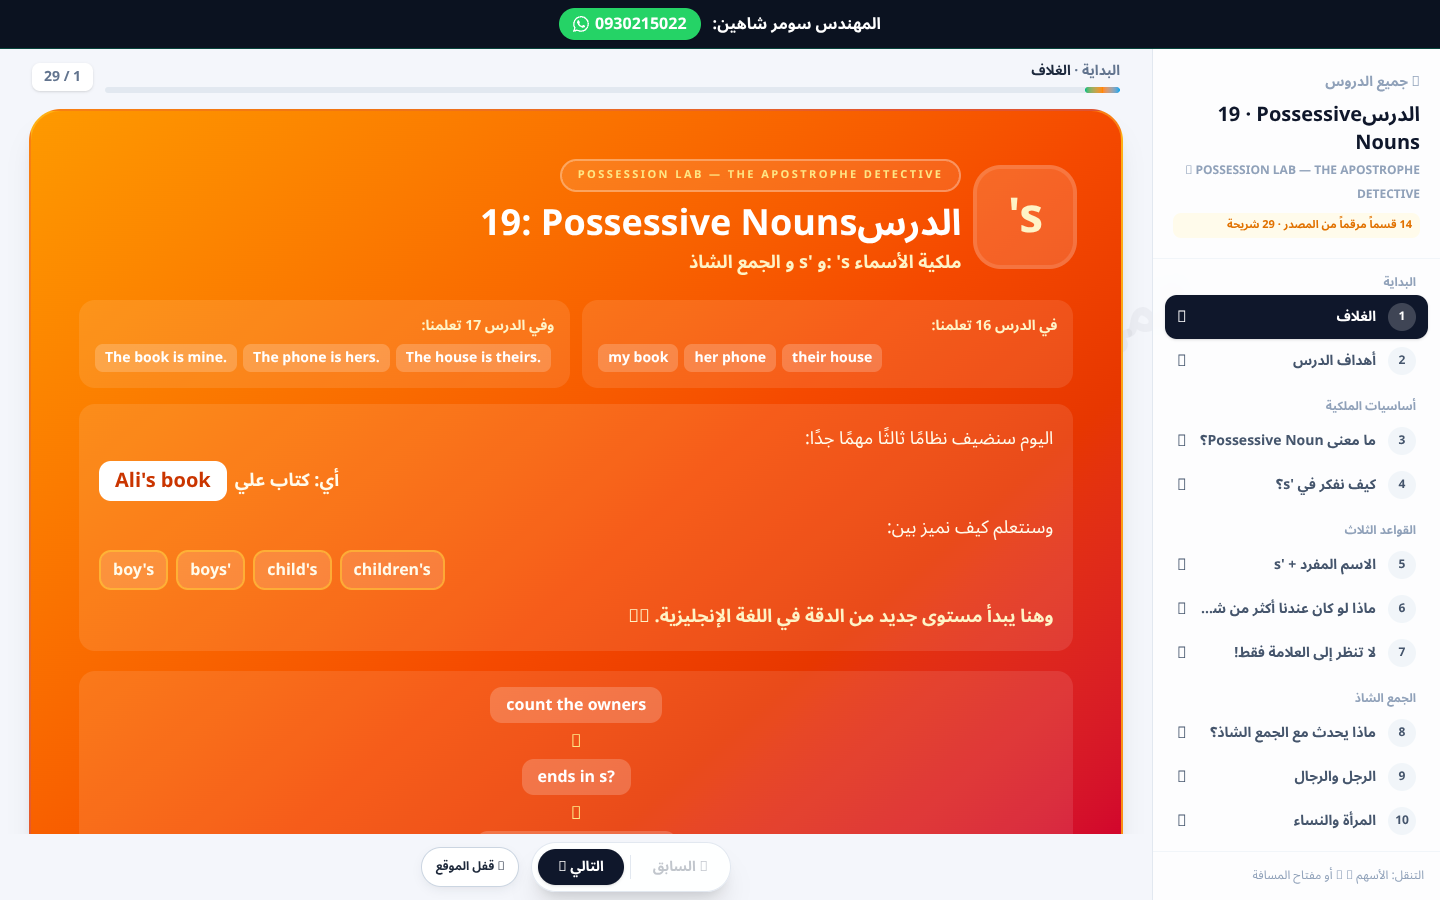 المهندس سومر شاهين: 0930215022
جميع الدروس
الدرس19 · Possessive
Nouns
POSSESSION LAB — THE APOSTROPHE
DETECTIVE
14 قسماً مرقماً من المصدر · 29 شريحة
البداية
1 الغلاف
2 أهداف الدرس
أساسيات الملكية
3 ما معنى Possessive Noun؟
4 كيف نفكر في s'؟
القواعد الثلاث
5 الاسم المفرد + s'
6 ماذا لو كان عندنا أكثر من شـ...
7 لا تنظر إلى العلامة فقط!
الجمع الشاذ
8 ماذا يحدث مع الجمع الشاذ؟
9 الرجل والرجال
10 المرأة والنساء
التنقل: الأسهم أو مفتاح المسافة
البداية · الغلاف
29 / 1
's
POSSESSION LAB — THE APOSTROPHE DETECTIVE
الدرس19: Possessive Nouns
ملكية الأسماء s' :و 's و الجمع الشاذ
في الدرس 16 تعلمنا:
my book her phone their house
وفي الدرس 17 تعلمنا:
The book is mine. The phone is hers. The house is theirs.
اليوم سنضيف نظامًا ثالثًا مهمًا جدًا:
Ali's book أي: كتاب علي
وسنتعلم كيف نميز بين:
boy's boys' child's children's
وهنا يبدأ مستوى جديد من الدقة في اللغة الإنجليزية.
count the owners
ends in s?
السابق
التالي
قفل الموقع